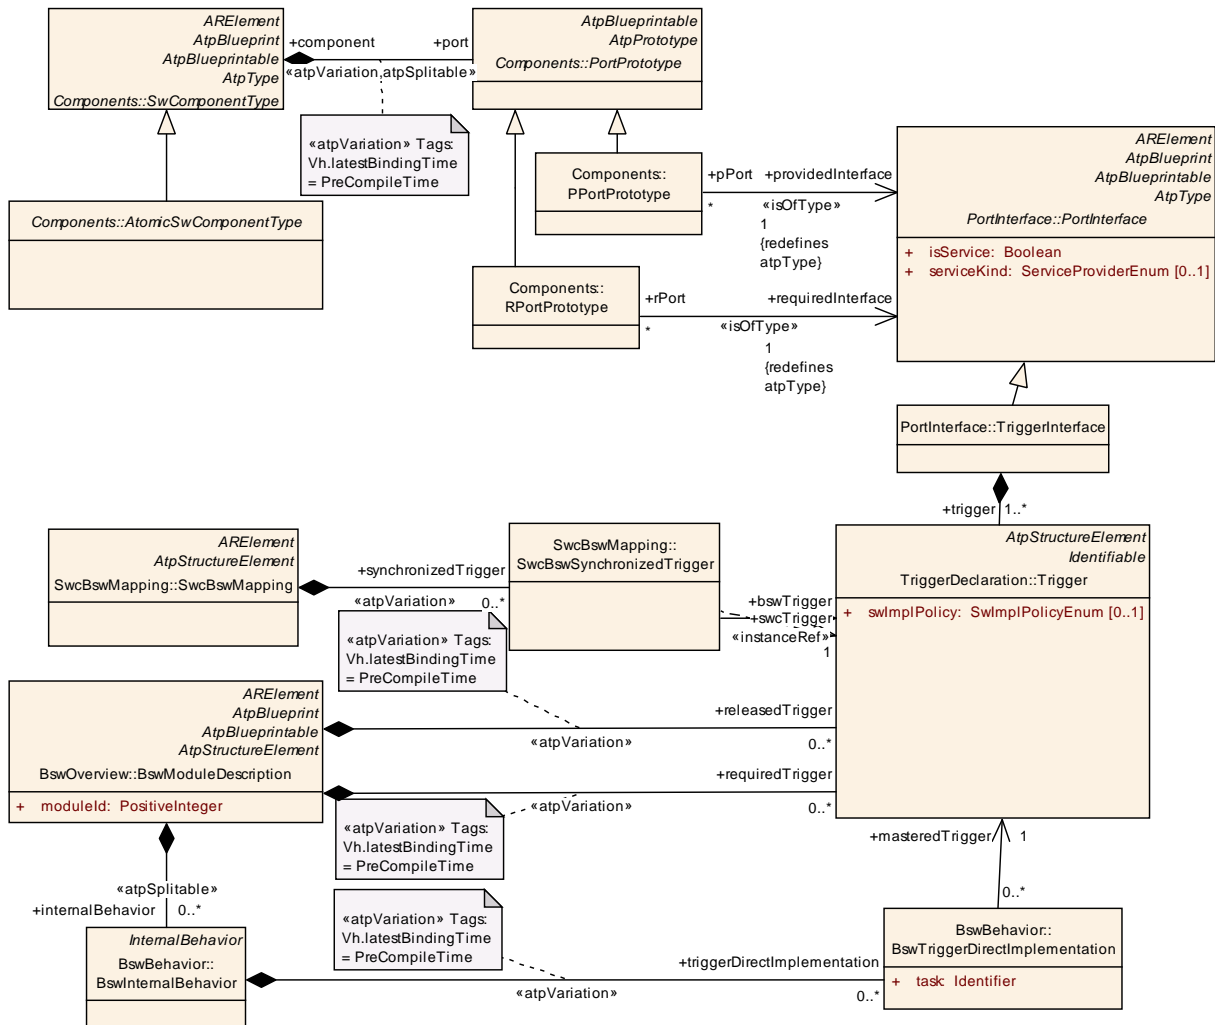 ARElement
AtpBlueprint
AtpBlueprintable
AtpType
Components::SwComponentType
+component
+port
«atpVariation,atpSplitable»
AtpBlueprintable
AtpPrototype
Components::PortPrototype
«atpVariation» Tags:
Vh.latestBindingTime
= PreCompileTime
Components::AtomicSwComponentType
Components::
PPortPrototype
+pPort
+providedInterface
*
«isOfType»
1
{redefines
atpType}
ARElement
AtpBlueprint
AtpBlueprintable
AtpType
PortInterface::PortInterface
+ isService: Boolean
+ serviceKind: ServiceProviderEnum [0..1]
Components::
RPortPrototype
+rPort
+requiredInterface
*
«isOfType»
1
{redefines
atpType}
PortInterface::TriggerInterface
+trigger
1..*
ARElement
AtpStructureElement
SwcBswMapping::SwcBswMapping
+synchronizedTrigger
«atpVariation»
0..*
SwcBswMapping::
SwcBswSynchronizedTrigger
+bswTrigger
+swcTrigger
«instanceRef»
1
AtpStructureElement
Identifiable
TriggerDeclaration::Trigger
+ swImplPolicy: SwImplPolicyEnum [0..1]
«atpVariation» Tags:
Vh.latestBindingTime
= PreCompileTime
ARElement
AtpBlueprint
AtpBlueprintable
AtpStructureElement
BswOverview::BswModuleDescription
+ moduleId: PositiveInteger
+releasedTrigger
«atpVariation»
0..*
+requiredTrigger
«atpVariation»
0..*
«atpVariation» Tags:
Vh.latestBindingTime
= PreCompileTime
+masteredTrigger
1
0..*
«atpSplitable»
+internalBehavior
0..*
«atpVariation» Tags:
Vh.latestBindingTime
= PreCompileTime
InternalBehavior
BswBehavior::
BswInternalBehavior
+triggerDirectImplementation
«atpVariation»
0..*
BswBehavior::
BswTriggerDirectImplementation
+ task: Identifier